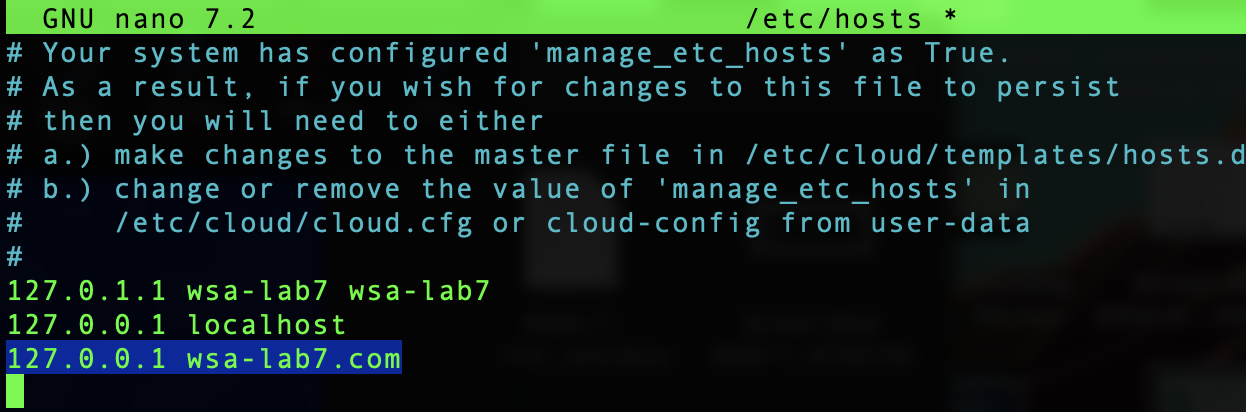 GNU nano 7.2 /etc/hosts *
# Your system has configured 'manage_etc_hosts' as True.
# As a result, if you wish for changes to this file to persist
# then you will need to either
# a.) make changes to the master file in /etc/cloud/templates/hosts.d
# b.) change or remove the value of 'manage_etc_hosts' in
#     /etc/cloud/cloud.cfg or cloud-config from user-data
#
127.0.1.1 wsa-lab7 wsa-lab7
127.0.0.1 localhost
127.0.0.1 wsa-lab7.com